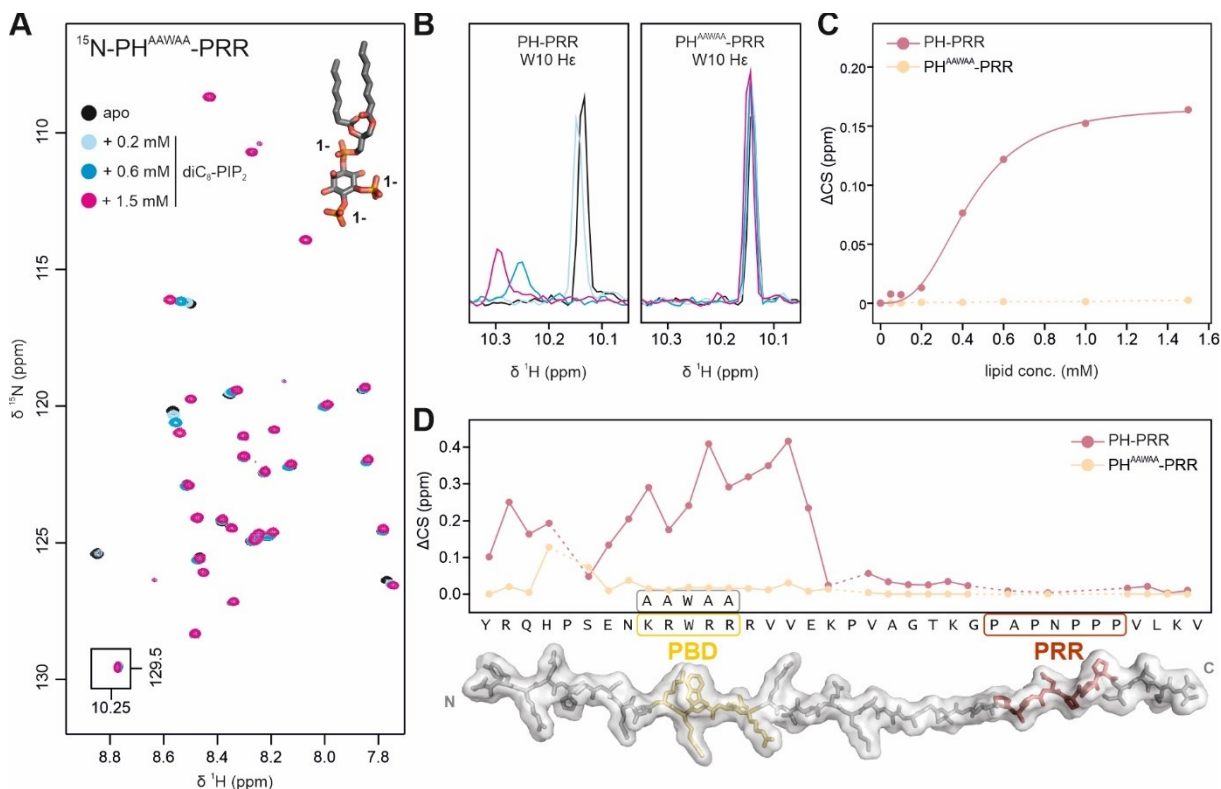 A
¹⁵N-PHᴬᴬᵂᴬᴬ-PRR
apo
+ 0.2 mM
+ 0.6 mM
+ 1.5 mM
diC₈-PIP₂
1-
1-
1-
110
115
120
125
130
δ ¹⁵N (ppm)
129.5
10.25
8.8
8.6
8.4
8.2
8.0
7.8
δ ¹H (ppm)
B
PH-PRR
W10 Hε
PHᴬᴬᵂᴬᴬ-PRR
W10 Hε
10.3
10.2
10.1
10.3
10.2
10.1
δ ¹H (ppm)
δ ¹H (ppm)
C
PH-PRR
PHᴬᴬᵂᴬᴬ-PRR
0.20
0.15
0.10
0.05
0
ΔCS (ppm)
0
0.2
0.4
0.6
0.8
1.0
1.2
1.4
1.6
lipid conc. (mM)
D
PH-PRR
PHᴬᴬᵂᴬᴬ-PRR
0.4
0.3
0.2
0.1
0.0
ΔCS (ppm)
A A W A A
Y R Q H P S E N K R W R R R V V E K P V A G T K G P A P N P P P V L K V
PBD
PRR
N
C